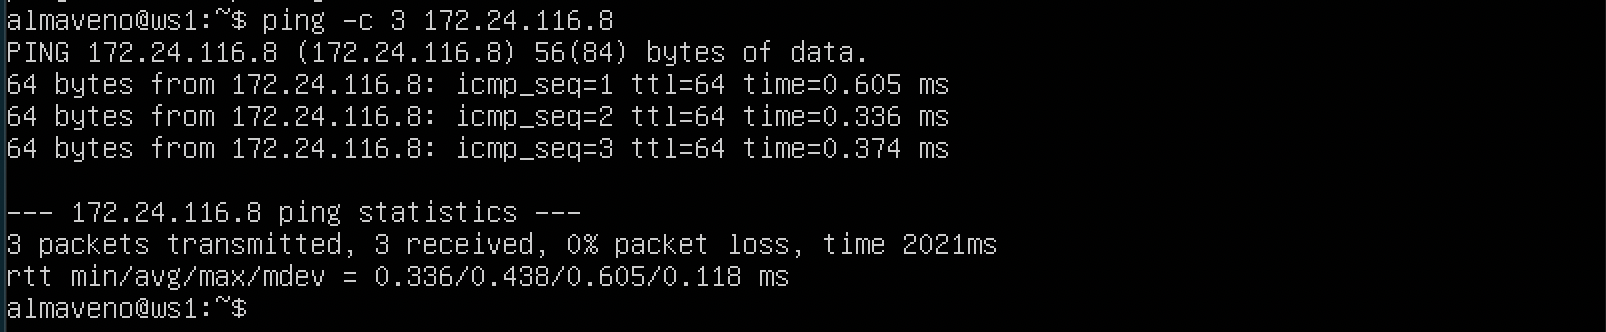 almaveno@ws1:~$ ping -c 3 172.24.116.8
PING 172.24.116.8 (172.24.116.8) 56(84) bytes of data.
64 bytes from 172.24.116.8: icmp_seq=1 ttl=64 time=0.605 ms
64 bytes from 172.24.116.8: icmp_seq=2 ttl=64 time=0.336 ms
64 bytes from 172.24.116.8: icmp_seq=3 ttl=64 time=0.374 ms
--- 172.24.116.8 ping statistics ---
3 packets transmitted, 3 received, 0% packet loss, time 2021ms
rtt min/avg/max/mdev = 0.336/0.438/0.605/0.118 ms
almaveno@ws1:~$